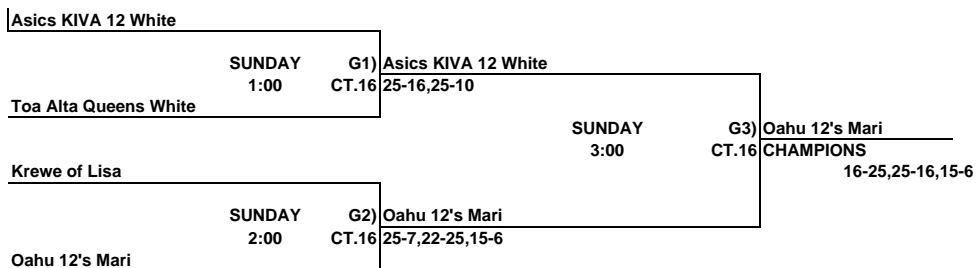 Asics KIVA 12 White
SUNDAY G1) Asics KIVA 12 White
1:00 CT.16 25-16,25-10
Toa Alta Queens White
SUNDAY G3) Oahu 12's Mari
3:00 CT.16 CHAMPIONS
Krewe of Lisa 16-25,25-16,15-6
SUNDAY G2) Oahu 12's Mari
2:00 CT.16 25-7,22-25,15-6
Oahu 12's Mari